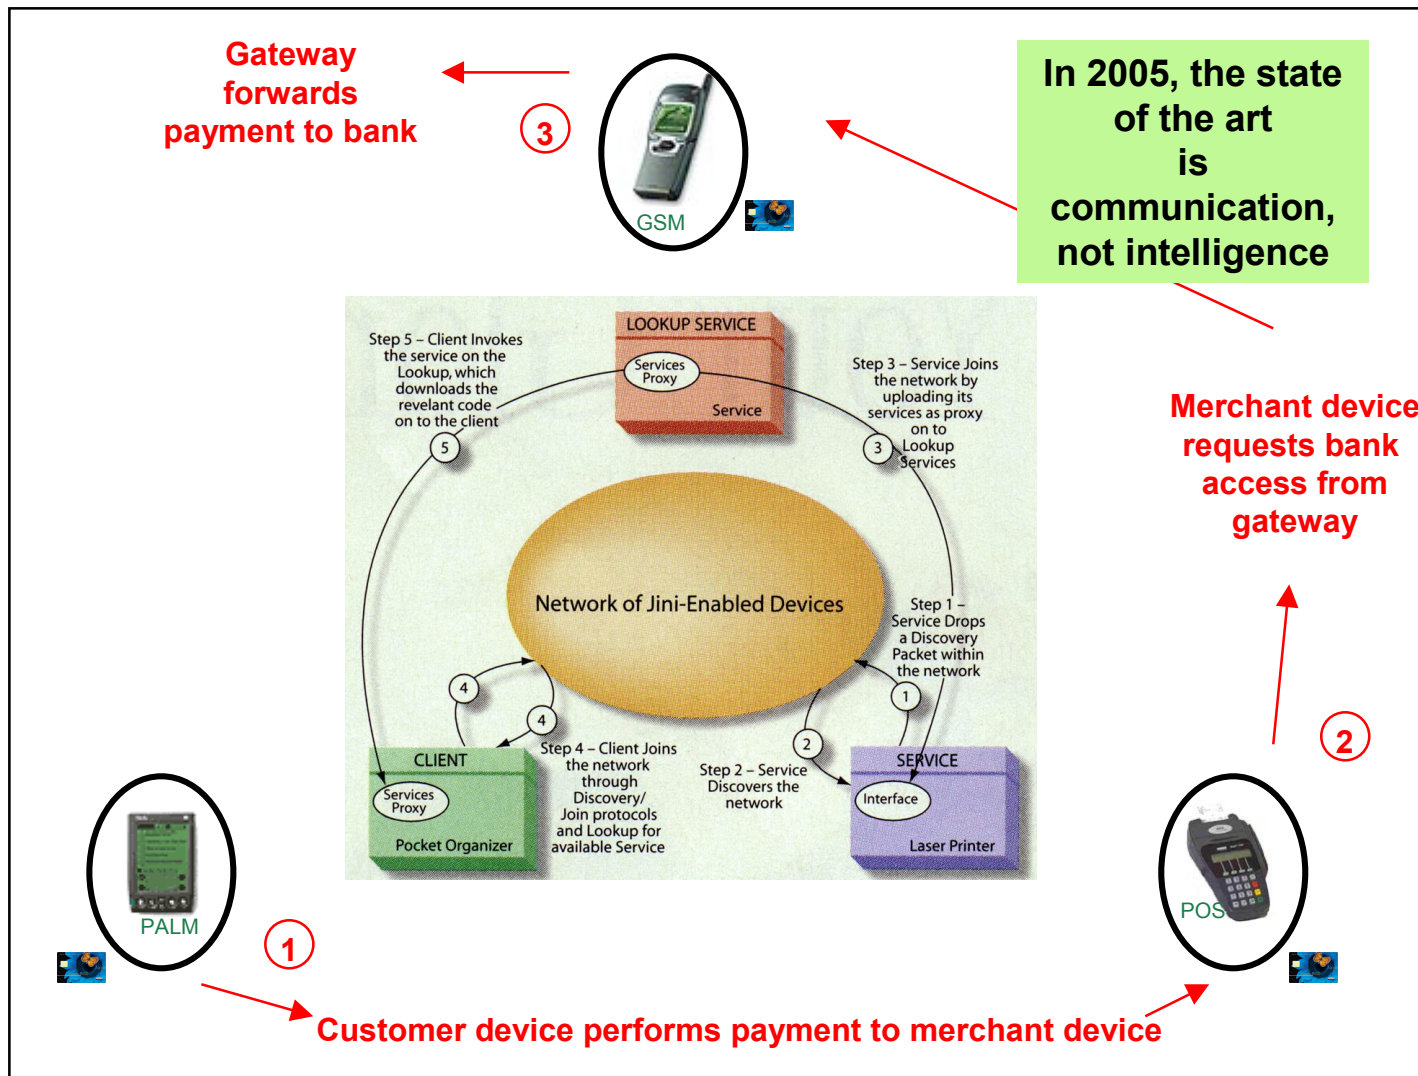 Gateway
forwards
payment to bank
3
GSM
In 2005, the state
of the art
is
communication,
not intelligence
Step 5 – Client Invokes
the service on the
Lookup, which
downloads the
revelant code
on to the client
5
LOOKUP SERVICE
Services
Proxy
Service
Step 3 – Service Joins
the network by
uploading its
services as proxy
on to
Lookup
Services
3
Merchant device
requests bank
access from
gateway
Network of Jini-Enabled Devices
Step 1 –
Service Drops
a Discovery
Packet within
the network
1
2
4
4
CLIENT
Services
Proxy
Pocket Organizer
Step 4 – Client Joins
the network
through
Discovery/
Join protocols
and Lookup for
available Service
Step 2 – Service
Discovers the
network
SERVICE
Interface
Laser Printer
2
PALM
1
POS
Customer device performs payment to merchant device